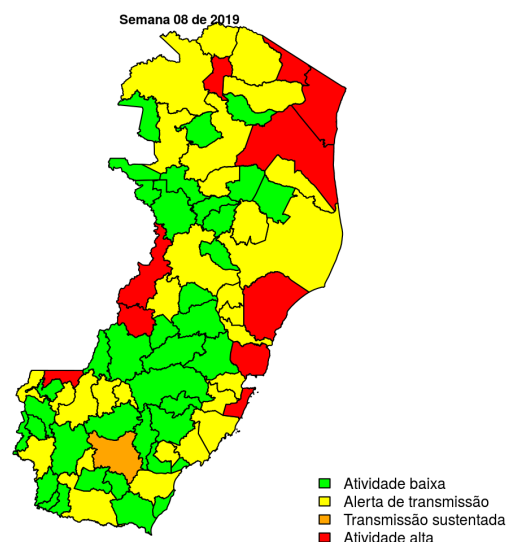 Semana 08 de 2019
Atividade baixa
Alerta de transmissão
Transmissão sustentada
Atividade alta